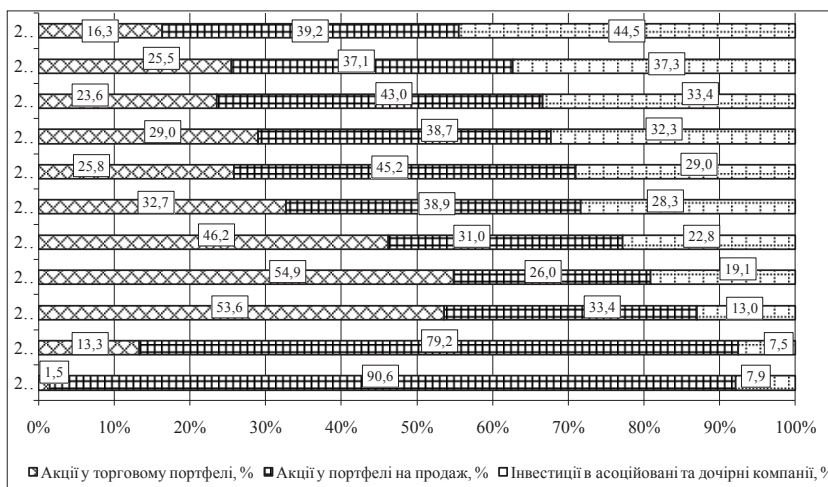 2.. 16,3 39,2 44,5
2.. 25,5 37,1 37,3
2.. 23,6 43,0 33,4
2.. 29,0 38,7 32,3
2.. 25,8 45,2 29,0
2.. 32,7 38,9 28,3
2.. 46,2 31,0 22,8
2.. 54,9 26,0 19,1
2.. 53,6 33,4 13,0
2.. 13,3 79,2 7,5
2.. 1,5 90,6 7,9
0% 10% 20% 30% 40% 50% 60% 70% 80% 90% 100%
Акції у торговому портфелі, % Акції у портфелі на продаж, % Інвестиції в асоційовані та дочірні компанії, %